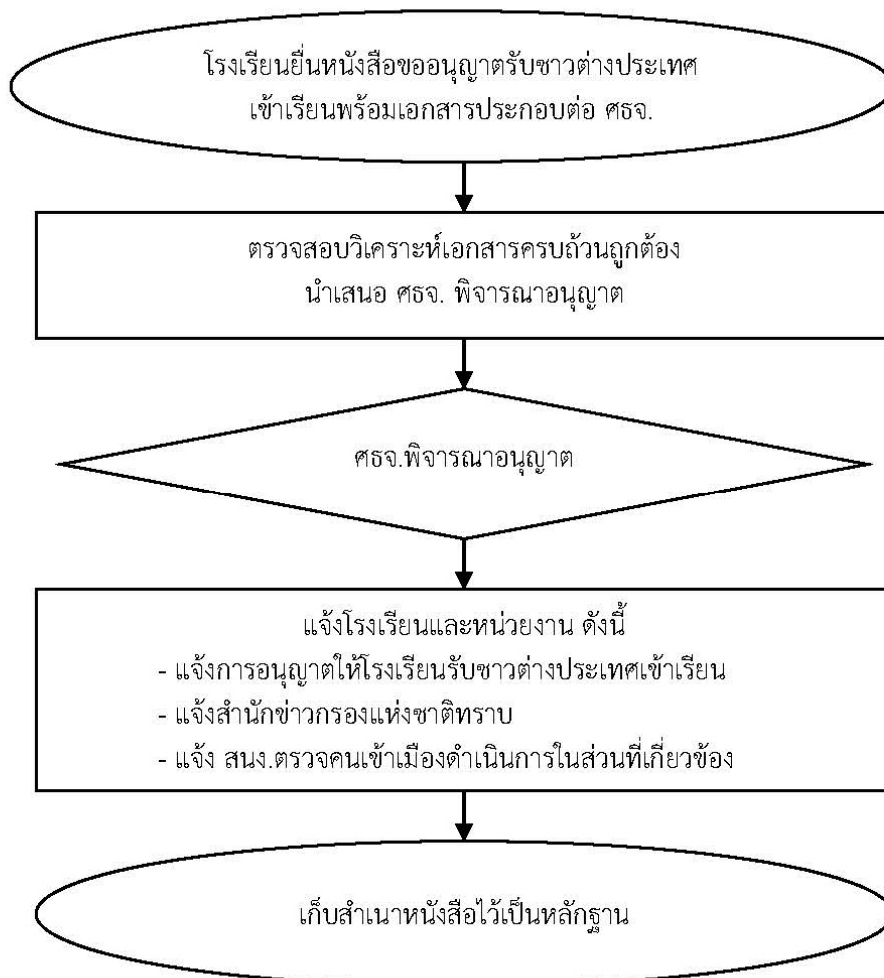 โรงเรียนยื่นหนังสือขออนุญาตรับชาวต่างประเทศ
เข้าเรียนพร้อมเอกสารประกอบต่อ ศธจ.
ตรวจสอบวิเคราะห์เอกสารครบถ้วนถูกต้อง
นำเสนอ ศธจ. พิจารณาอนุญาต
ศธจ.พิจารณาอนุญาต
แจ้งโรงเรียนและหน่วยงาน ดังนี้
- แจ้งการอนุญาตให้โรงเรียนรับชาวต่างประเทศเข้าเรียน
- แจ้งสำนักข่าวกรองแห่งชาติทราบ
- แจ้ง สนง.ตรวจคนเข้าเมืองดำเนินการในส่วนที่เกี่ยวข้อง
เก็บสำเนาหนังสือไว้เป็นหลักฐาน